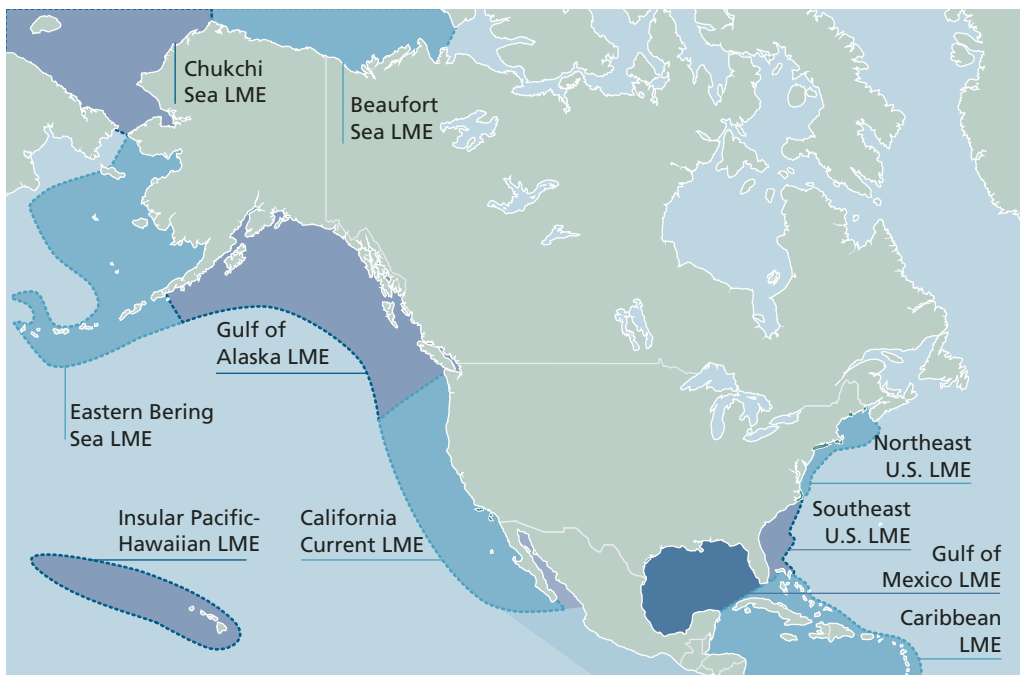 Chukchi
Sea LME
Beaufort
Sea LME
Gulf of
Alaska LME
Eastern Bering
Sea LME
Northeast
U.S. LME
Insular Pacific-
Hawaiian LME
California
Current LME
Southeast
U.S. LME
Gulf of
Mexico LME
Caribbean
LME